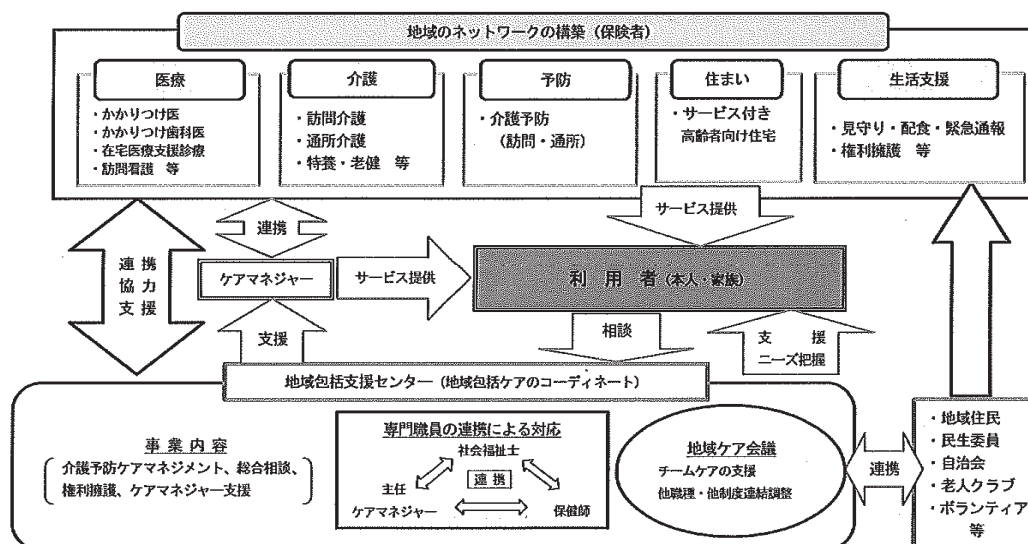 地域のネットワークの構築（保険者）
医療
・かかりつけ医
・かかりつけ歯科医
・在宅医療支援診療
・訪問看護　等
介護
・訪問介護
・通所介護
・特養・老健　等
予防
・介護予防
（訪問・通所）
住まい
・サービス付き
高齢者向け住宅
生活支援
・見守り・配食・緊急通報
・権利擁護　等
連携
協力
支援
連携
サービス提供
ケアマネジャー
サービス提供
利用者（本人・家族）
支援
相談
支援
ニーズ把握
地域包括支援センター（地域包括ケアのコーディネート）
事業内容
介護予防ケアマネジメント、総合相談、
権利擁護、ケアマネジャー支援
専門職員の連携による対応
社会福祉士
連携
主任
ケアマネジャー
保健師
地域ケア会議
チームケアの支援
他職種・他制度連結調整
連携
・地域住民
・民生委員
・自治会
・老人クラブ
・ボランティア
等